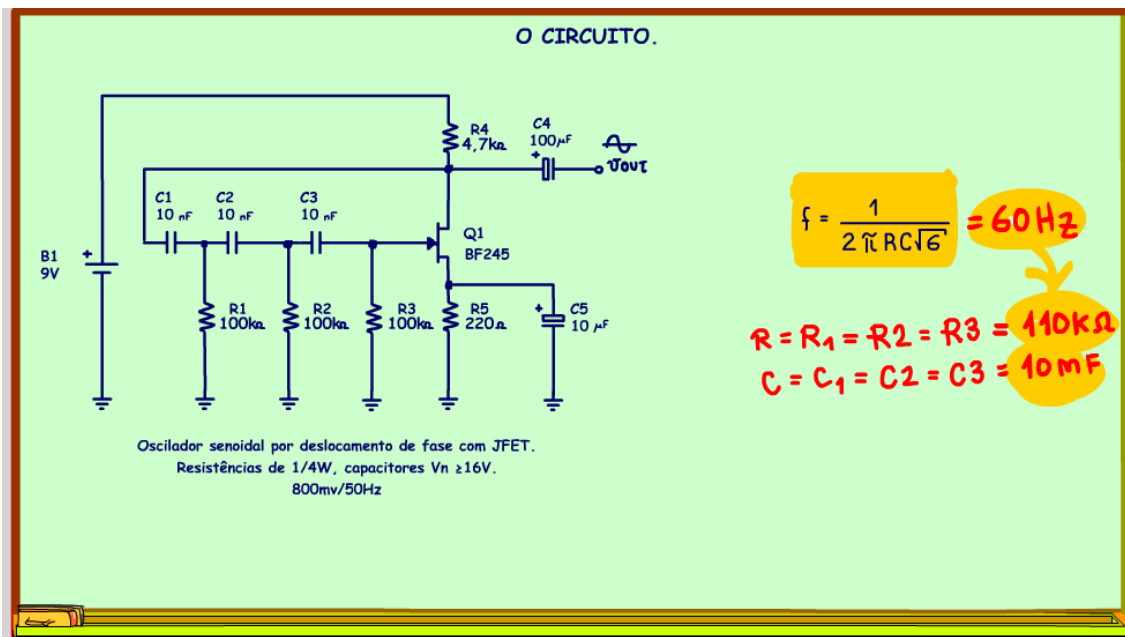 O CIRCUITO.
R4
4,7kΩ
C4
100µF
+
Vout
C1
10 nF
C2
10 nF
C3
10 nF
Q1
BF245
B1
9V
+
R1
100kΩ
R2
100kΩ
R3
100kΩ
R5
220Ω
+
C5
10 µF
Oscilador senoidal por deslocamento de fase com JFET.
Resistências de 1/4W, capacitores Vn ≥16V.
800mv/50Hz
f = 1 / 2πRC√6 = 60Hz
R = R1 = R2 = R3 = 110KΩ
C = C1 = C2 = C3 = 10mF